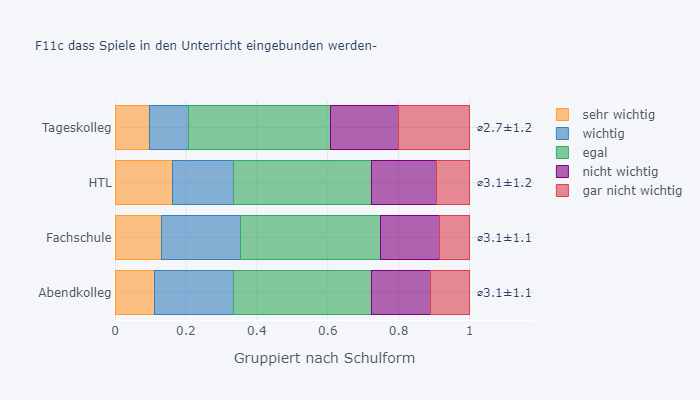 F11c dass Spiele in den Unterricht eingebunden werden-
Tageskolleg
⌀2.7±1.2
HTL
⌀3.1±1.2
Fachschule
⌀3.1±1.1
Abendkolleg
⌀3.1±1.1
0 0.2 0.4 0.6 0.8 1
Gruppiert nach Schulform
sehr wichtig
wichtig
egal
nicht wichtig
gar nicht wichtig